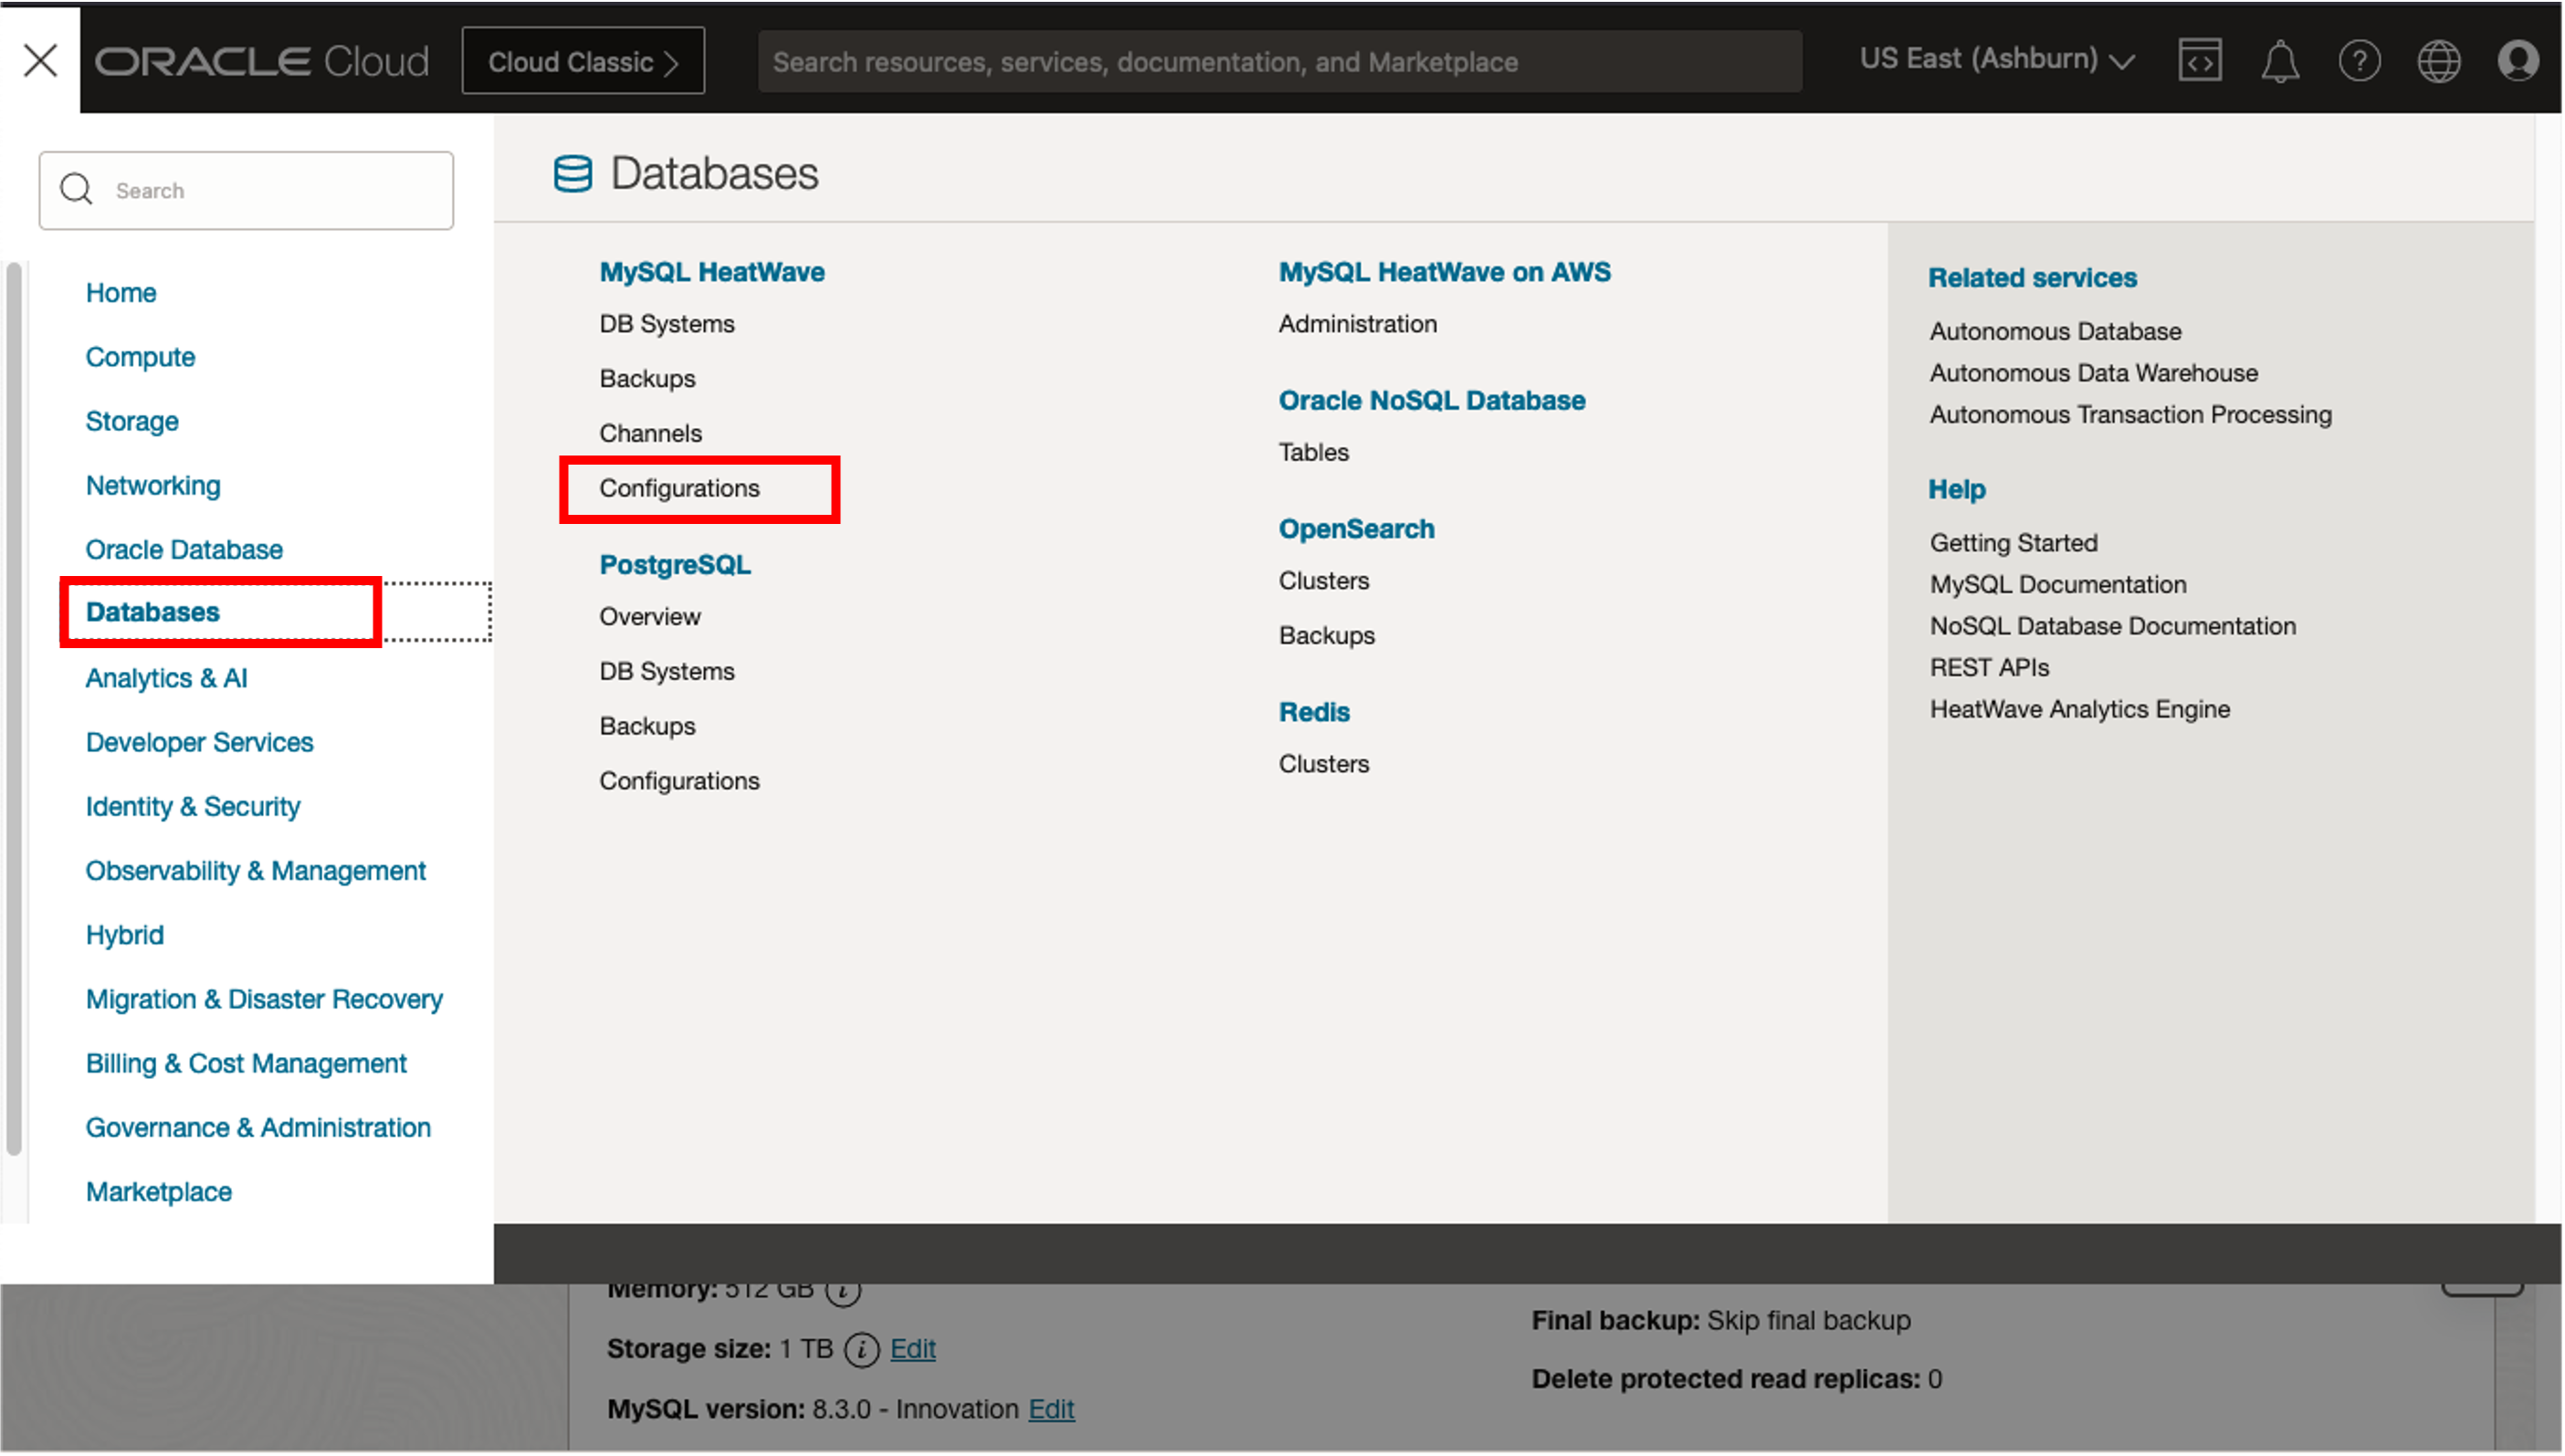 ORACLE Cloud
Cloud Classic
Search resources, services, documentation, and Marketplace
US East (Ashburn)
Search
Home
Compute
Storage
Networking
Oracle Database
Databases
Analytics & AI
Developer Services
Identity & Security
Observability & Management
Hybrid
Migration & Disaster Recovery
Billing & Cost Management
Governance & Administration
Marketplace
Databases
MySQL HeatWave
DB Systems
Backups
Channels
Configurations
PostgreSQL
Overview
DB Systems
Backups
Configurations
MySQL HeatWave on AWS
Administration
Oracle NoSQL Database
Tables
OpenSearch
Clusters
Backups
Redis
Clusters
Related services
Autonomous Database
Autonomous Data Warehouse
Autonomous Transaction Processing
Help
Getting Started
MySQL Documentation
NoSQL Database Documentation
REST APIs
HeatWave Analytics Engine
Memory: 512 GB
Storage size: 1 TB Edit
MySQL version: 8.3.0 - Innovation Edit
Final backup: Skip final backup
Delete protected read replicas: 0